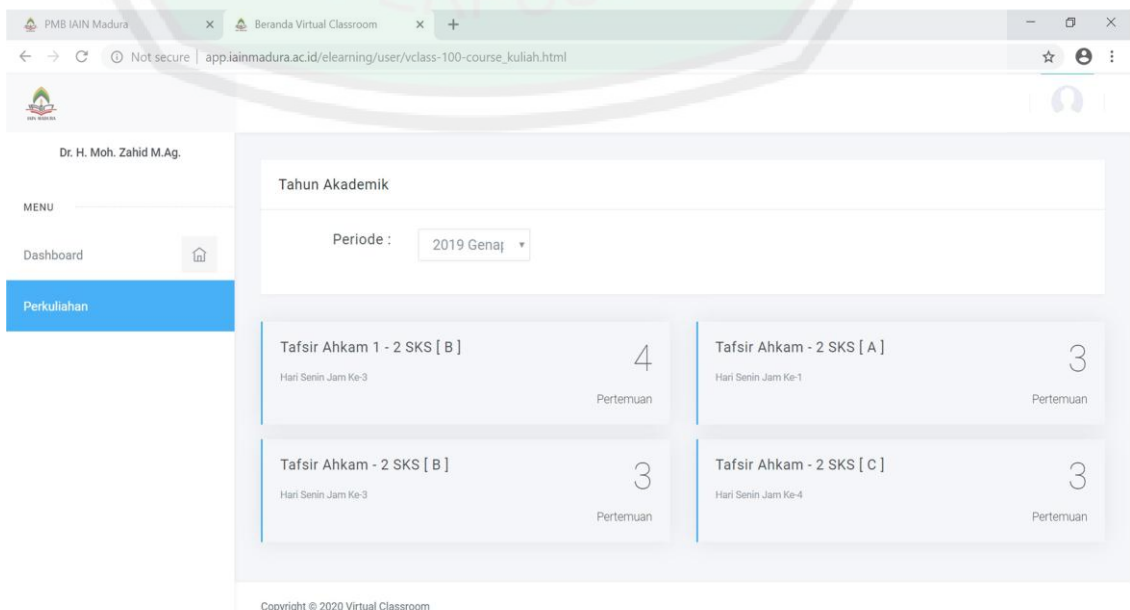 PMB IAIN Madura
Beranda Virtual Classroom
Not secure | app.iainmadura.ac.id/elearning/user/vclass-100-course_kuliah.html
IAIN MADURA
Dr. H. Moh. Zahid M.Ag.
MENU
Dashboard
Perkuliahan
Tahun Akademik
Periode :
2019 Genap
Tafsir Ahkam 1 - 2 SKS [ B ]
Hari Senin Jam Ke-3
4
Pertemuan
Tafsir Ahkam - 2 SKS [ A ]
Hari Senin Jam Ke-1
3
Pertemuan
Tafsir Ahkam - 2 SKS [ B ]
Hari Senin Jam Ke-3
3
Pertemuan
Tafsir Ahkam - 2 SKS [ C ]
Hari Senin Jam Ke-4
3
Pertemuan
Copyright © 2020 Virtual Classroom